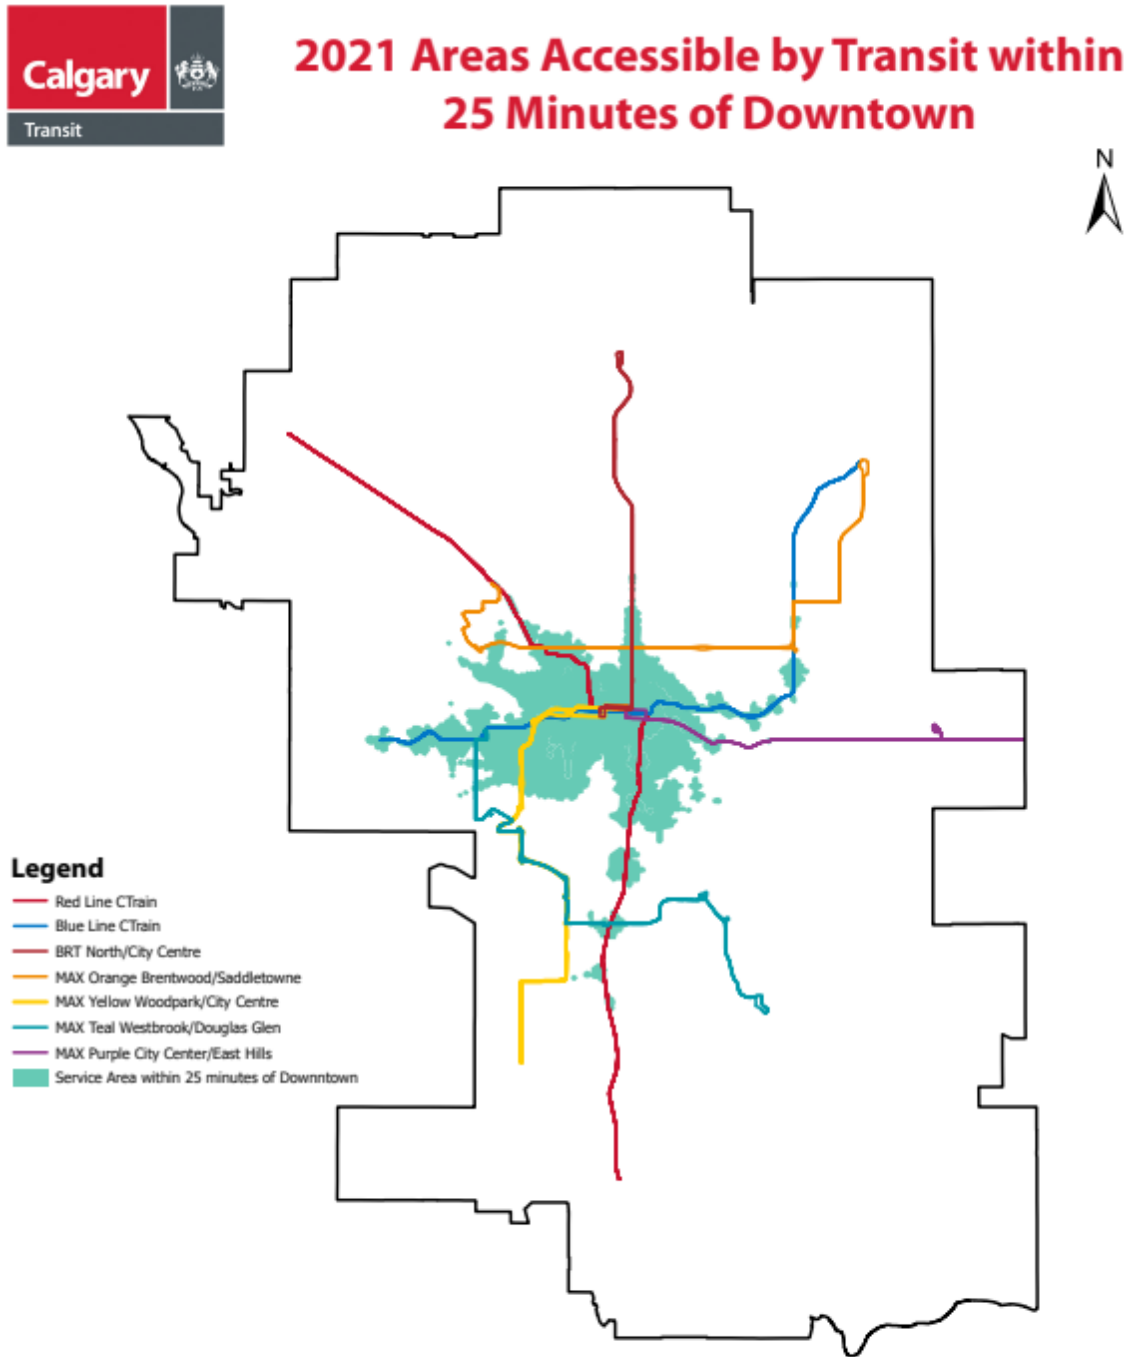 Calgary
Transit
2021 Areas Accessible by Transit within
25 Minutes of Downtown
N
Legend
Red Line CTrain
Blue Line CTrain
BRT North/City Centre
MAX Orange Brentwood/Saddletowne
MAX Yellow Woodpark/City Centre
MAX Teal Westbrook/Douglas Glen
MAX Purple City Center/East Hills
Service Area within 25 minutes of Downntown